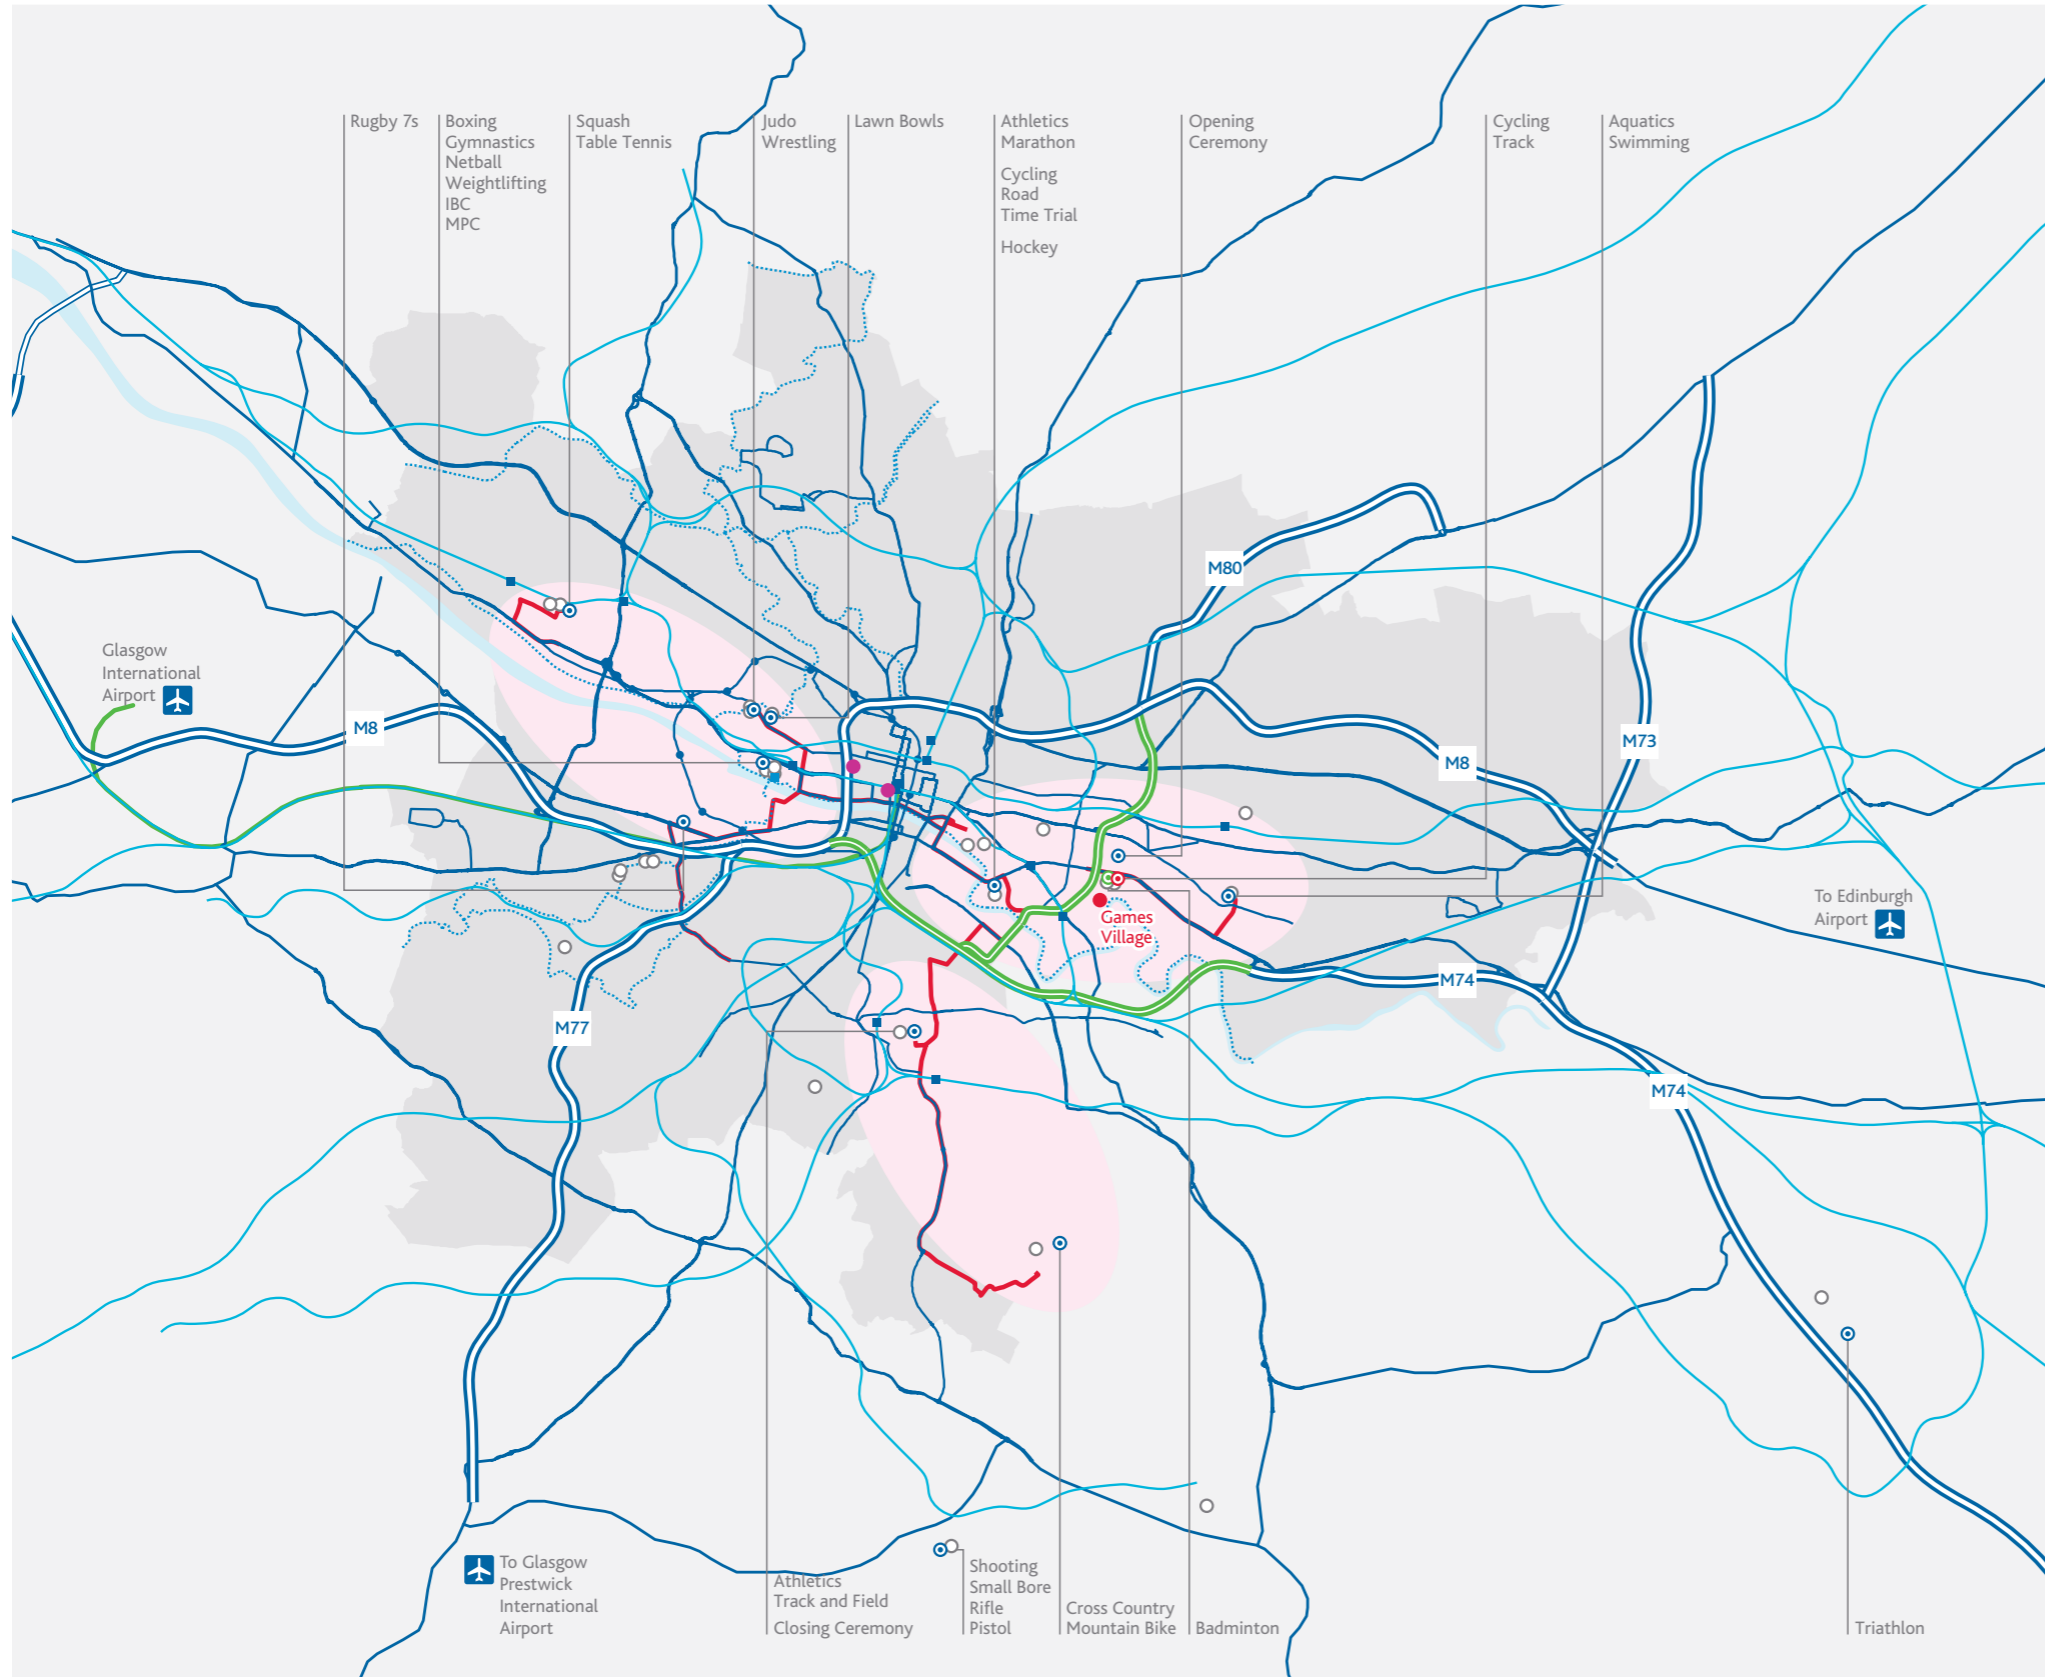 Rugby 7s
Boxing
Gymnastics
Netball
Weightlifting
IBC
MPC
Squash
Table Tennis
Judo
Wrestling
Lawn Bowls
Athletics
Marathon
Cycling
Road
Time Trial
Hockey
Opening
Ceremony
Cycling
Track
Aquatics
Swimming
M80
Glasgow
International
Airport
M8
M73
M8
To Edinburgh
Airport
Games
Village
M74
M77
M74
To Glasgow
Prestwick
International
Airport
Athletics
Track and Field
Closing Ceremony
Shooting
Small Bore
Rifle
Pistol
Cross Country
Mountain Bike
Badminton
Triathlon